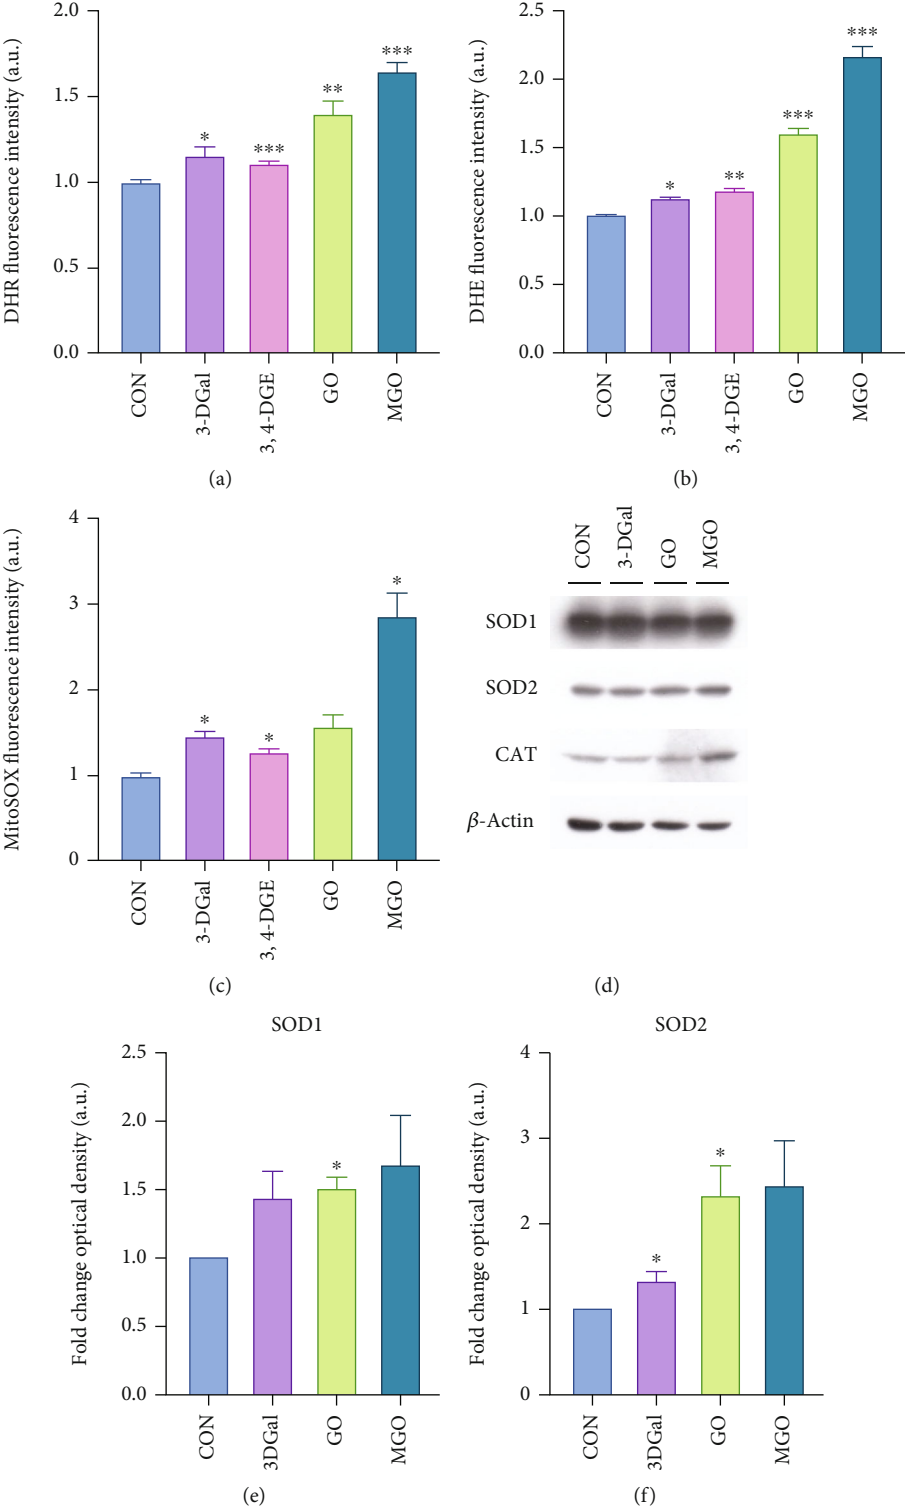 DHR fluorescence intensity (a.u.)
2.0
1.5
1.0
0.5
0.0
*
***
**
***
CON
3-DGal
3, 4-DGE
GO
MGO
(a)
DHE fluorescence intensity (a.u.)
2.5
2.0
1.5
1.0
0.5
0.0
*
**
***
***
CON
3-DGal
3, 4-DGE
GO
MGO
(b)
MitoSOX fluorescence intensity (a.u.)
4
3
2
1
0
*
*
*
CON
3-DGal
3, 4-DGE
GO
MGO
(c)
CON
3-DGal
GO
MGO
SOD1
SOD2
CAT
β-Actin
(d)
SOD1
Fold change optical density (a.u.)
2.5
2.0
1.5
1.0
0.5
0.0
*
CON
3DGal
GO
MGO
(e)
SOD2
Fold change optical density (a.u.)
4
3
2
1
0
*
*
CON
3DGal
GO
MGO
(f)